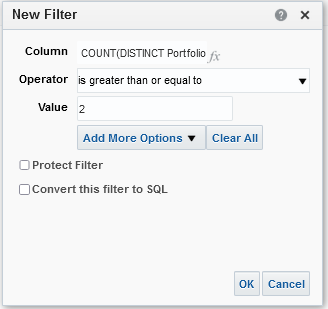 New Filter
Column COUNT(DISTINCT Portfolio fx
Operator is greater than or equal to
Value 2
Add More Options Clear All
Protect Filter
Convert this filter to SQL
OK Cancel